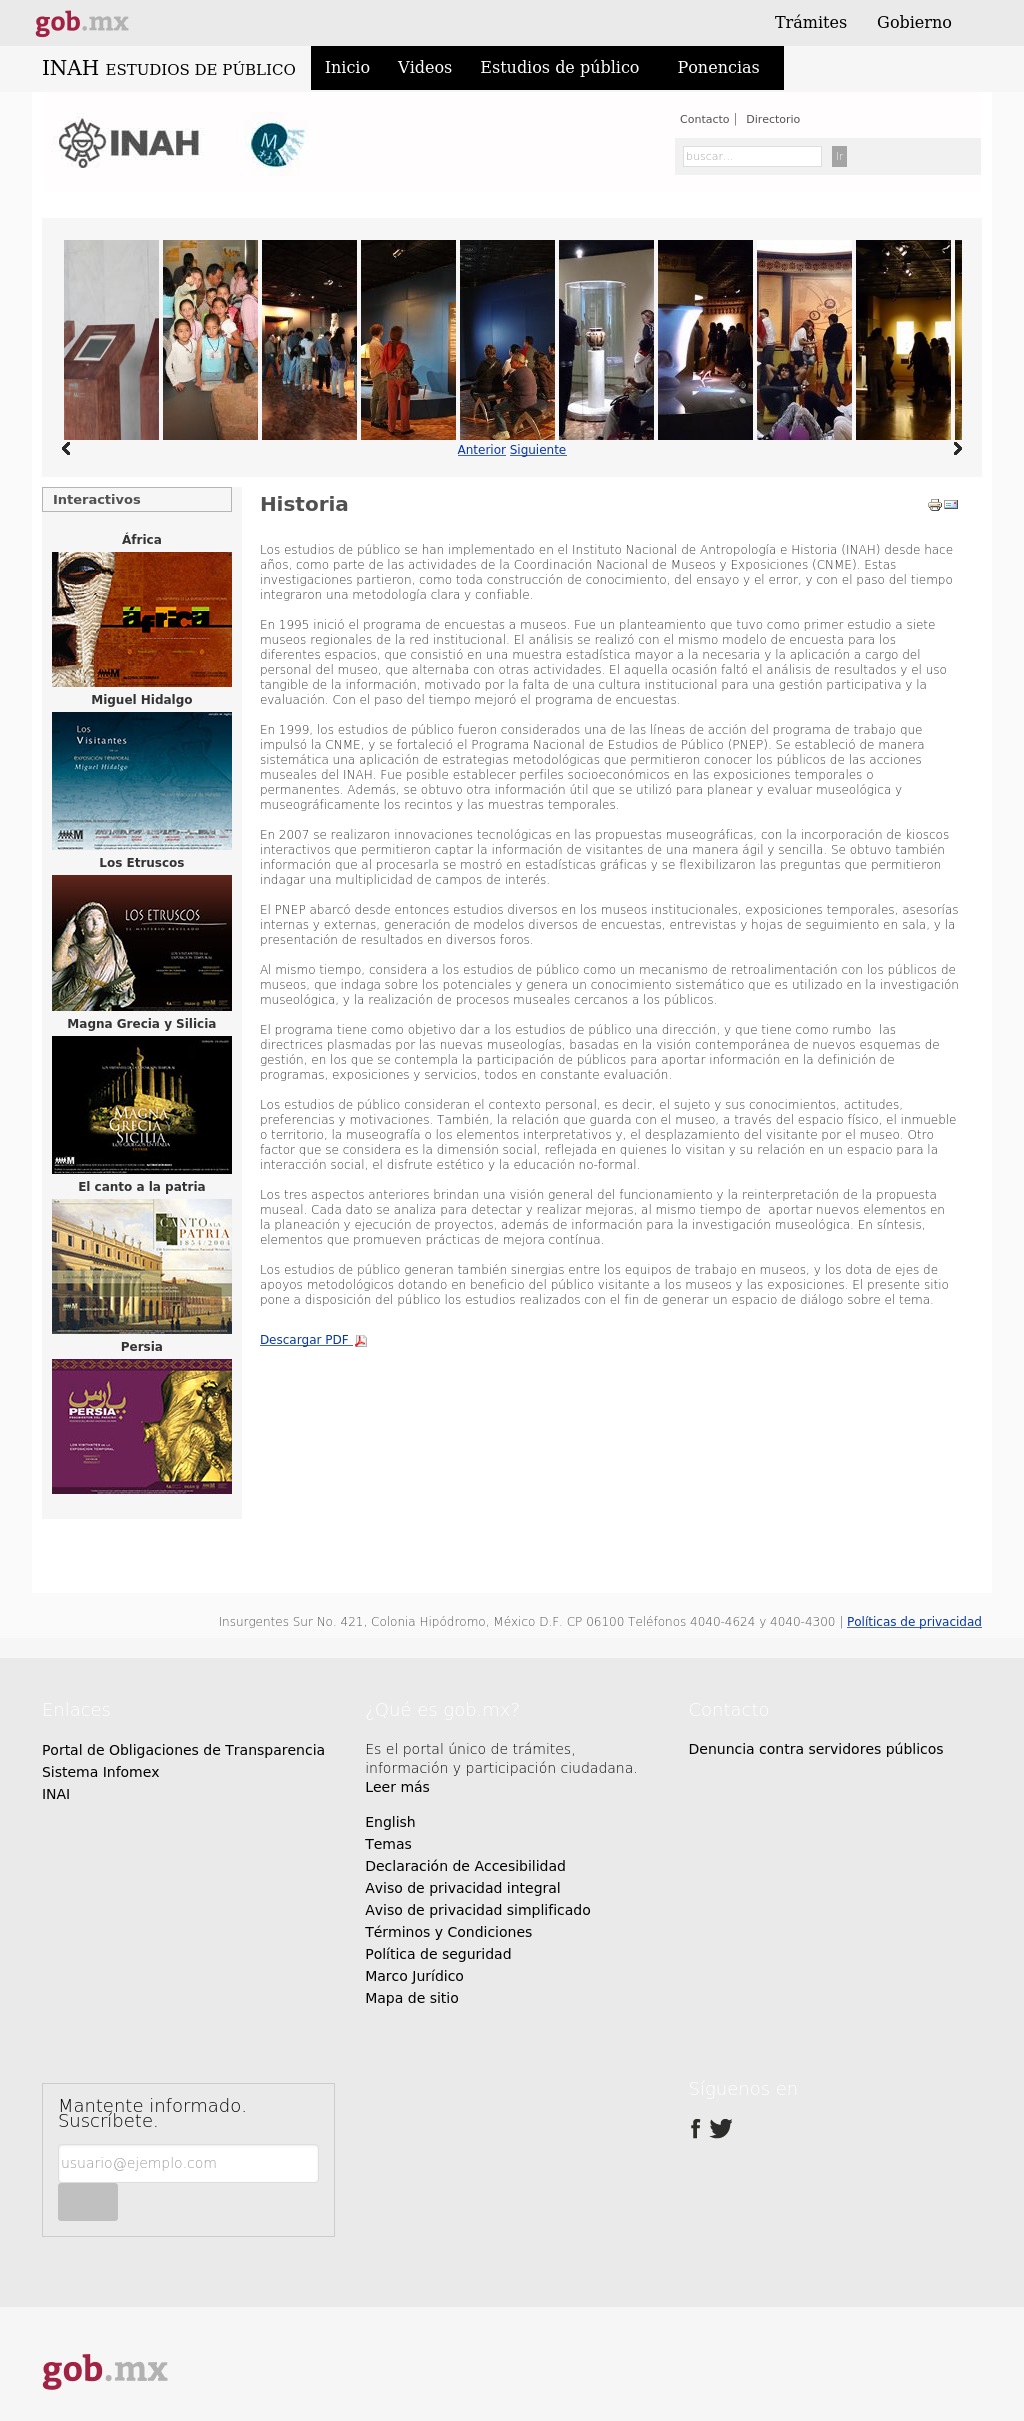 gob.mx
Trámites Gobierno
INAH ESTUDIOS DE PÚBLICO Inicio Videos Estudios de público Ponencias
INAH
M
Contacto | Directorio
buscar... Ir
Anterior Siguiente
Interactivos
África
áfrica
Miguel Hidalgo
Los
Visitantes
EXPOSICIÓN TEMPORAL
Miguel Hidalgo
Los Etruscos
LOS ETRUSCOS
EL MISTERIO REVELADO
Magna Grecia y Silicia
MAGNA
GRECIA Y
SICILIA
El canto a la patria
CANTO A LA
PATRIA
1854/2004
Persia
PERSIA
LOS VISITANTES DE LA
EXPOSICION TEMPORAL
Historia
Los estudios de público se han implementado en el Instituto Nacional de Antropología e Historia (INAH) desde hace
años, como parte de las actividades de la Coordinación Nacional de Museos y Exposiciones (CNME). Estas
investigaciones partieron, como toda construcción de conocimiento, del ensayo y el error, y con el paso del tiempo
integraron una metodología clara y confiable.
En 1995 inició el programa de encuestas a museos. Fue un planteamiento que tuvo como primer estudio a siete
museos regionales de la red institucional. El análisis se realizó con el mismo modelo de encuesta para los
diferentes espacios, que consistió en una muestra estadística mayor a la necesaria y la aplicación a cargo del
personal del museo, que alternaba con otras actividades. El aquella ocasión faltó el análisis de resultados y el uso
tangible de la información, motivado por la falta de una cultura institucional para una gestión participativa y la
evaluación. Con el paso del tiempo mejoró el programa de encuestas.
En 1999, los estudios de público fueron considerados una de las líneas de acción del programa de trabajo que
impulsó la CNME, y se fortaleció el Programa Nacional de Estudios de Público (PNEP). Se estableció de manera
sistemática una aplicación de estrategias metodológicas que permitieron conocer los públicos de las acciones
museales del INAH. Fue posible establecer perfiles socioeconómicos en las exposiciones temporales o
permanentes. Además, se obtuvo otra información útil que se utilizó para planear y evaluar museológica y
museográficamente los recintos y las muestras temporales.
En 2007 se realizaron innovaciones tecnológicas en las propuestas museográficas, con la incorporación de kioscos
interactivos que permitieron captar la información de visitantes de una manera ágil y sencilla. Se obtuvo también
información que al procesarla se mostró en estadísticas gráficas y se flexibilizaron las preguntas que permitieron
indagar una multiplicidad de campos de interés.
El PNEP abarcó desde entonces estudios diversos en los museos institucionales, exposiciones temporales, asesorías
internas y externas, generación de modelos diversos de encuestas, entrevistas y hojas de seguimiento en sala, y la
presentación de resultados en diversos foros.
Al mismo tiempo, considera a los estudios de público como un mecanismo de retroalimentación con los públicos de
museos, que indaga sobre los potenciales y genera un conocimiento sistemático que es utilizado en la investigación
museológica, y la realización de procesos museales cercanos a los públicos.
El programa tiene como objetivo dar a los estudios de público una dirección, y que tiene como rumbo las
directrices plasmadas por las nuevas museologías, basadas en la visión contemporánea de nuevos esquemas de
gestión, en los que se contempla la participación de públicos para aportar información en la definición de
programas, exposiciones y servicios, todos en constante evaluación.
Los estudios de público consideran el contexto personal, es decir, el sujeto y sus conocimientos, actitudes,
preferencias y motivaciones. También, la relación que guarda con el museo, a través del espacio físico, el inmueble
o territorio, la museografía o los elementos interpretativos y, el desplazamiento del visitante por el museo. Otro
factor que se considera es la dimensión social, reflejada en quienes lo visitan y su relación en un espacio para la
interacción social, el disfrute estético y la educación no-formal.
Los tres aspectos anteriores brindan una visión general del funcionamiento y la reinterpretación de la propuesta
museal. Cada dato se analiza para detectar y realizar mejoras, al mismo tiempo de aportar nuevos elementos en
la planeación y ejecución de proyectos, además de información para la investigación museológica. En síntesis,
elementos que promueven prácticas de mejora contínua.
Los estudios de público generan también sinergias entre los equipos de trabajo en museos, y los dota de ejes de
apoyos metodológicos dotando en beneficio del público visitante a los museos y las exposiciones. El presente sitio
pone a disposición del público los estudios realizados con el fin de generar un espacio de diálogo sobre el tema.
Descargar PDF
Insurgentes Sur No. 421, Colonia Hipódromo, México D.F. CP 06100 Teléfonos 4040-4624 y 4040-4300 | Políticas de privacidad
Enlaces
Portal de Obligaciones de Transparencia
Sistema Infomex
INAI
¿Qué es gob.mx?
Es el portal único de trámites,
información y participación ciudadana.
Leer más
English
Temas
Declaración de Accesibilidad
Aviso de privacidad integral
Aviso de privacidad simplificado
Términos y Condiciones
Política de seguridad
Marco Jurídico
Mapa de sitio
Contacto
Denuncia contra servidores públicos
Mantente informado.
Suscríbete.
usuario@ejemplo.com
Síguenos en
gob.mx